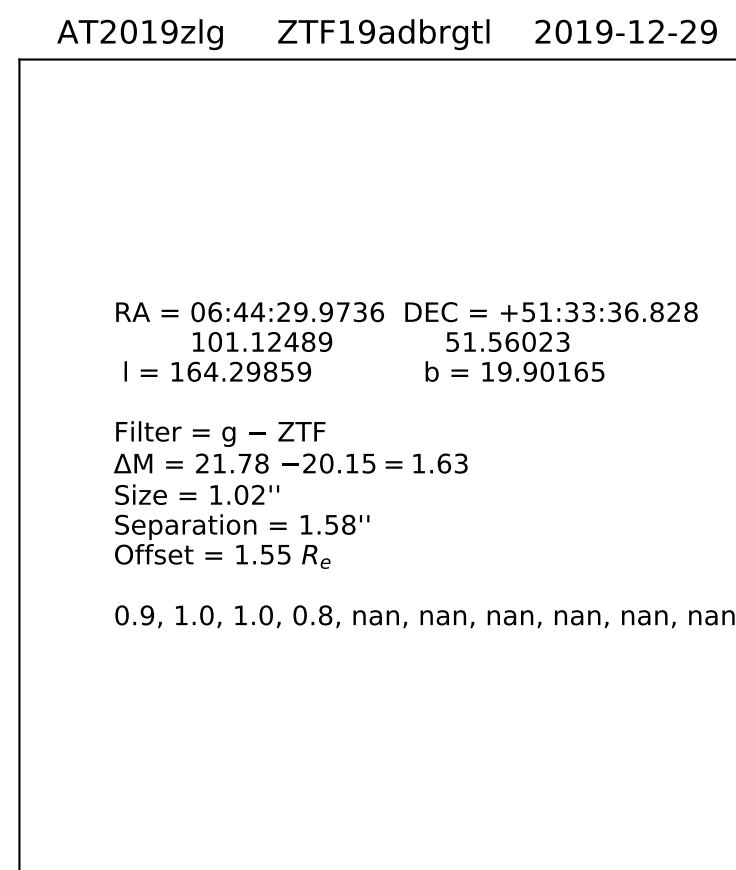 AT2019zlg ZTF19adbrgtl 2019-12-29
RA = 06:44:29.9736 DEC = +51:33:36.828
101.12489 51.56023
l = 164.29859 b = 19.90165
Filter = g − ZTF
ΔM = 21.78 −20.15 = 1.63
Size = 1.02''
Separation = 1.58''
Offset = 1.55 Re
0.9, 1.0, 1.0, 0.8, nan, nan, nan, nan, nan, nan